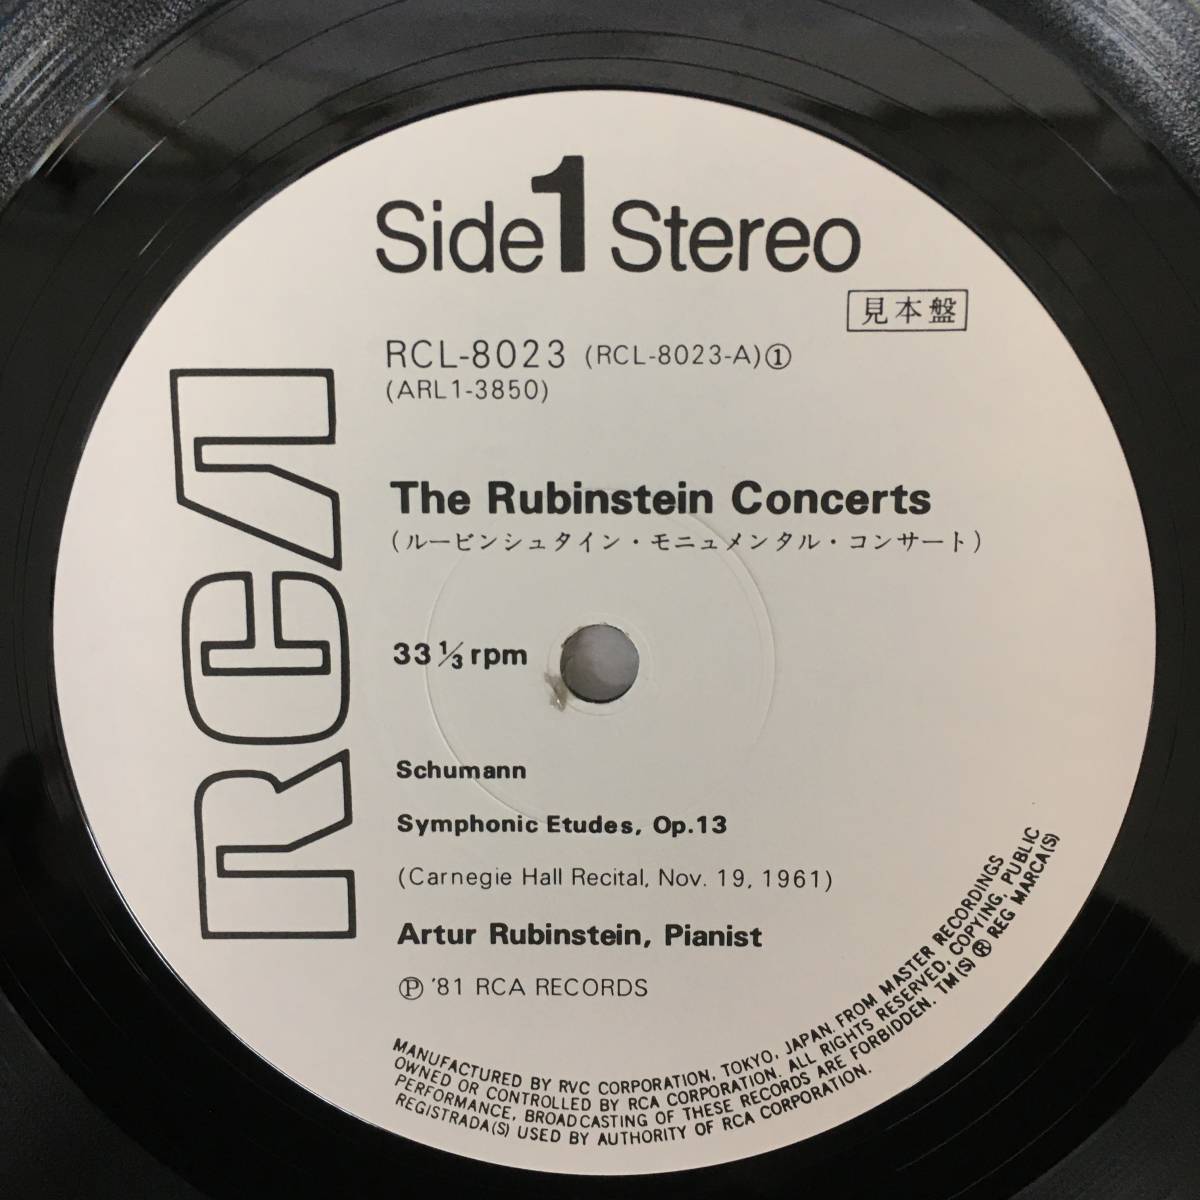 Side 1 Stereo
見本盤
RCL-8023 (RCL-8023-A)①
(ARL1-3850)
RCA
The Rubinstein Concerts
(ルービンシュタイン・モニュメンタル・コンサート)
33 1/3 rpm
Schumann
Symphonic Etudes, Op.13
(Carnegie Hall Recital, Nov. 19, 1961)
Artur Rubinstein, Pianist
Ⓟ '81 RCA RECORDS
MANUFACTURED BY RVC CORPORATION, TOKYO, JAPAN. FROM MASTER RECORDINGS
OWNED OR CONTROLLED BY RCA CORPORATION. ALL RIGHTS RESERVED, COPYING, PUBLIC
PERFORMANCE, BROADCASTING OF THESE RECORDS ARE FORBIDDEN. TM(S) ® REG MARCA(S)
REGISTRADA(S) USED BY AUTHORITY OF RCA CORPORATION.